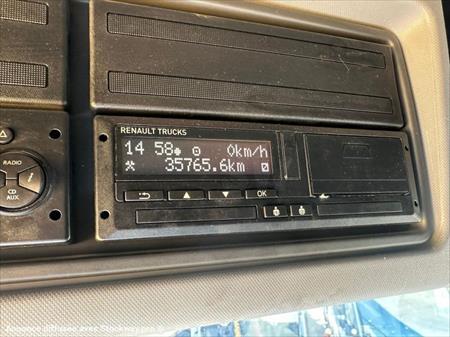 RENAULT TRUCKS
14 58 0km/h
35765.6km
RADIO
CD
AUX
i
OK
Annonce diffusée avec Stockway.pro ©